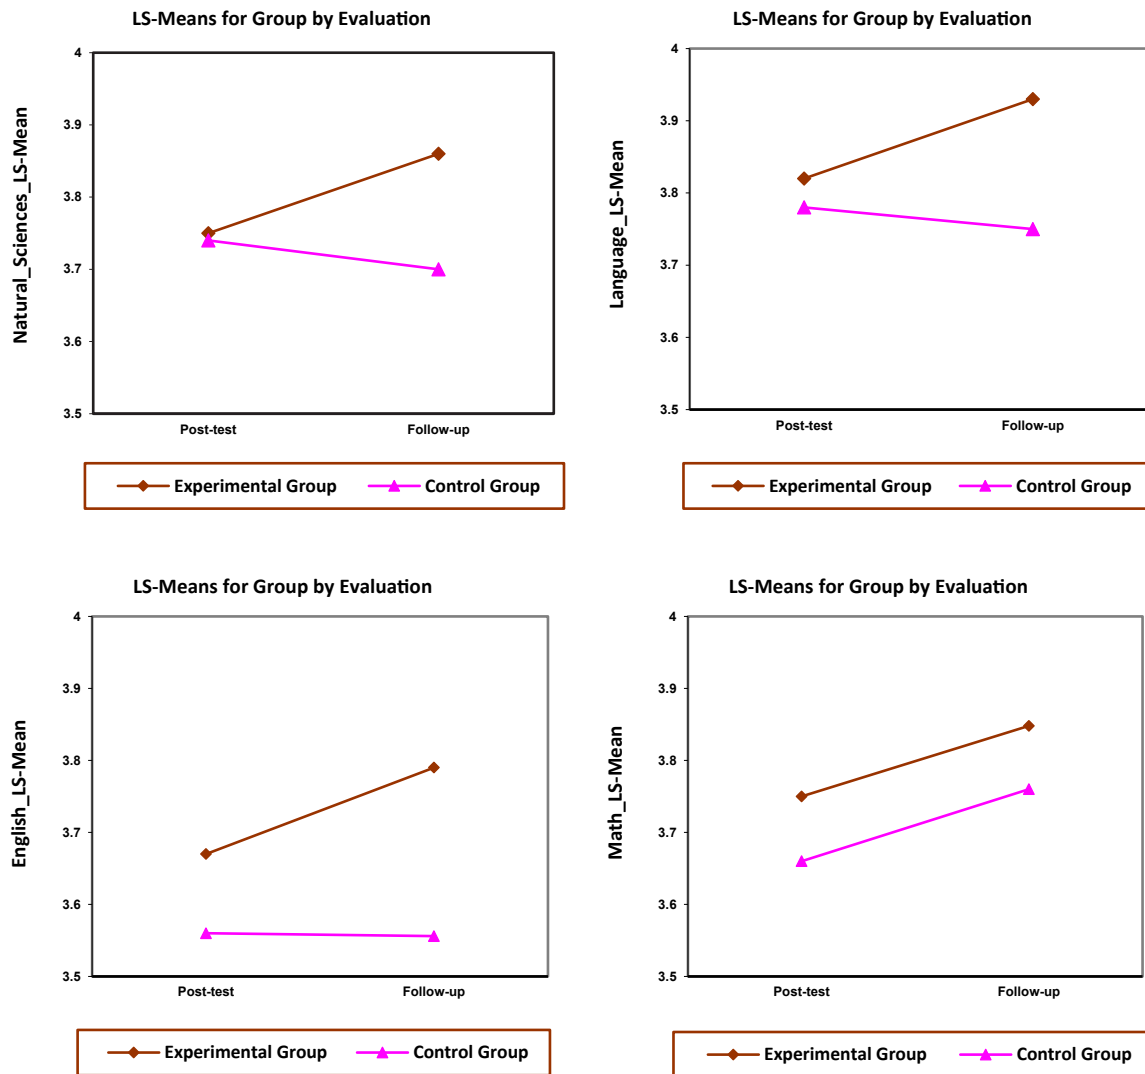 LS-Means for Group by Evaluation
Natural_Sciences_LS-Mean
4
3.9
3.8
3.7
3.6
3.5
Post-test Follow-up
Experimental Group Control Group
LS-Means for Group by Evaluation
Language_LS-Mean
4
3.9
3.8
3.7
3.6
3.5
Post-test Follow-up
Experimental Group Control Group
LS-Means for Group by Evaluation
English_LS-Mean
4
3.9
3.8
3.7
3.6
3.5
Post-test Follow-up
Experimental Group Control Group
LS-Means for Group by Evaluation
Math_LS-Mean
4
3.9
3.8
3.7
3.6
3.5
Post-test Follow-up
Experimental Group Control Group